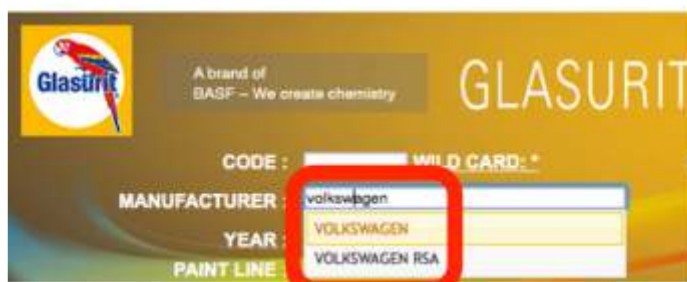 Glasurit
A brand of
BASF – We create chemistry
GLASURIT
CODE : WILD CARD: *
MANUFACTURER : volkswagen
YEAR : VOLKSWAGEN
PAINT LINE : VOLKSWAGEN RSA